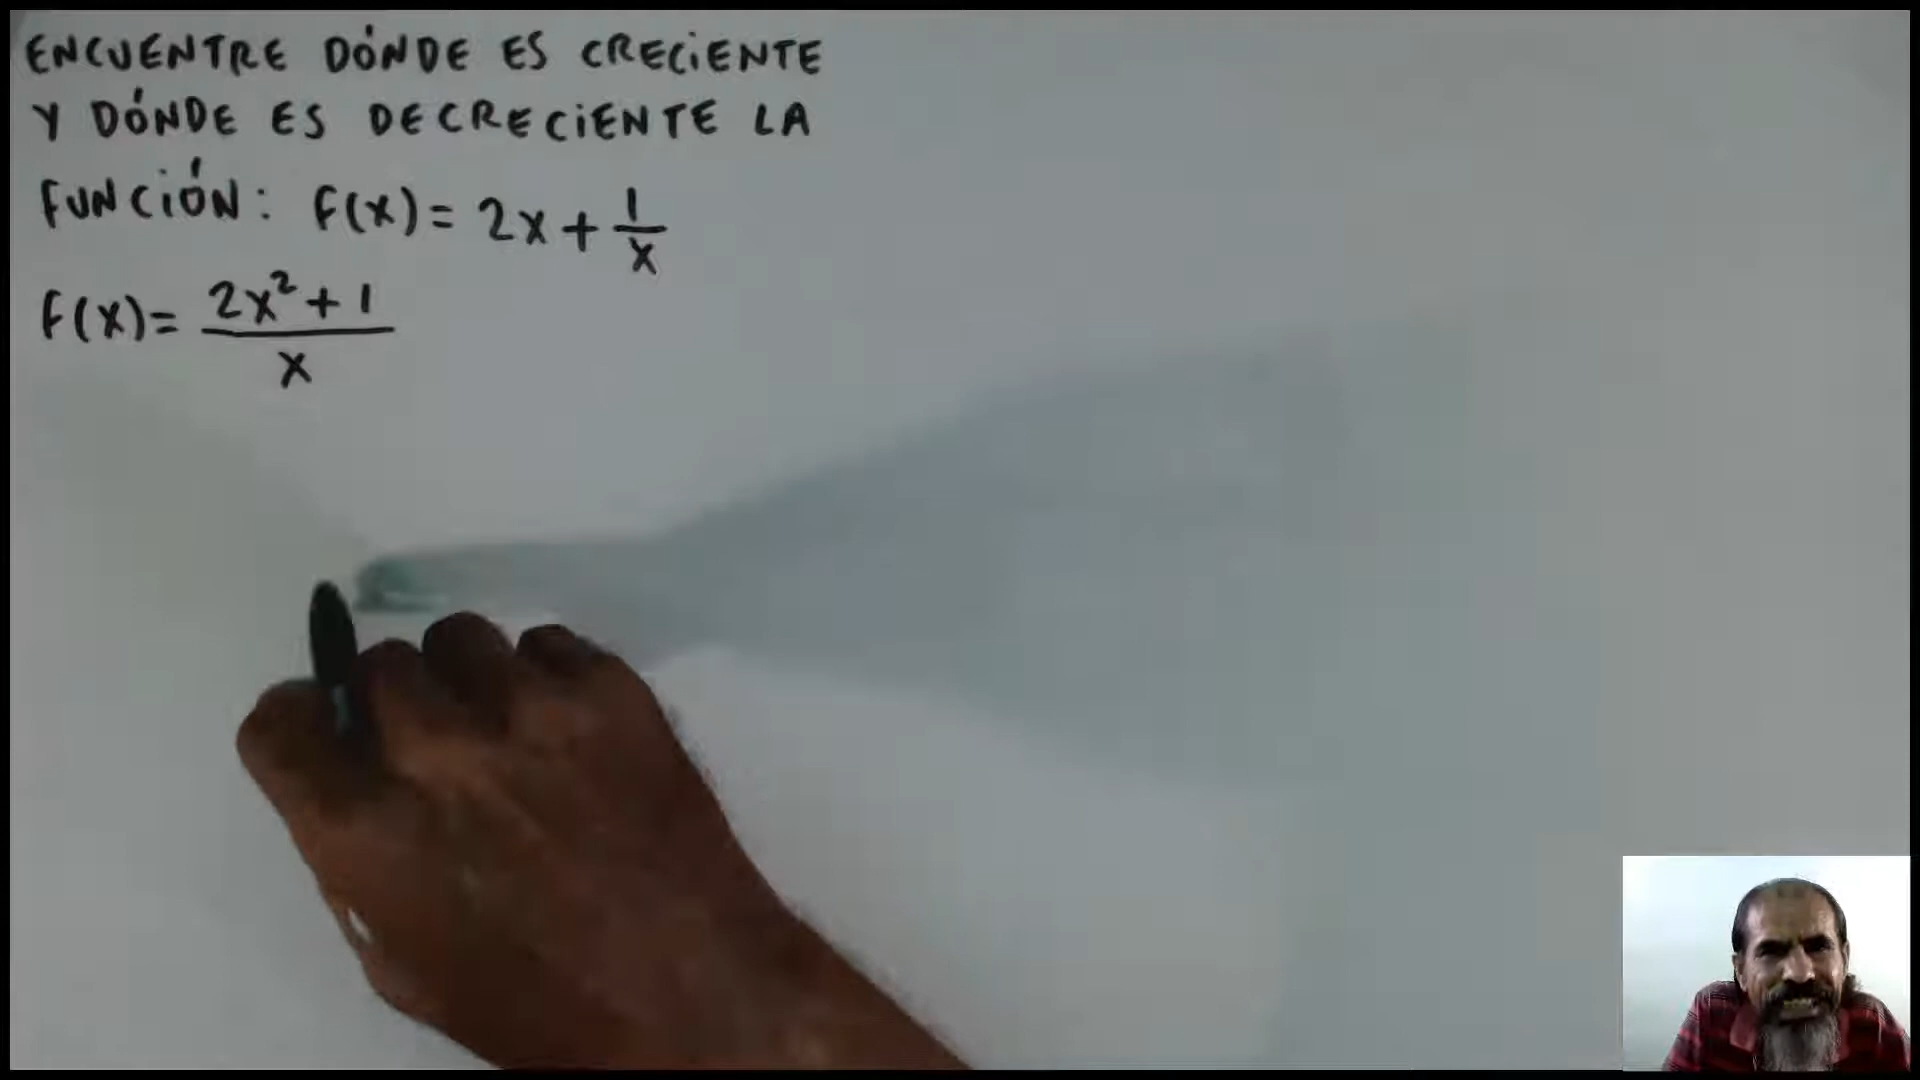 ENCUENTRE DÓNDE ES CRECIENTE
Y DÓNDE ES DECRECIENTE LA
FUNCIÓN: F(X) = 2X + 1/X
F(X) = (2X² + 1)/X